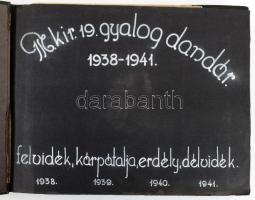 M. kir. 19. gyalog dandár.
1938-1941.
darabanth
felvidék, kárpátalja, erdély, délvidék.
1938. 1939. 1940. 1941.